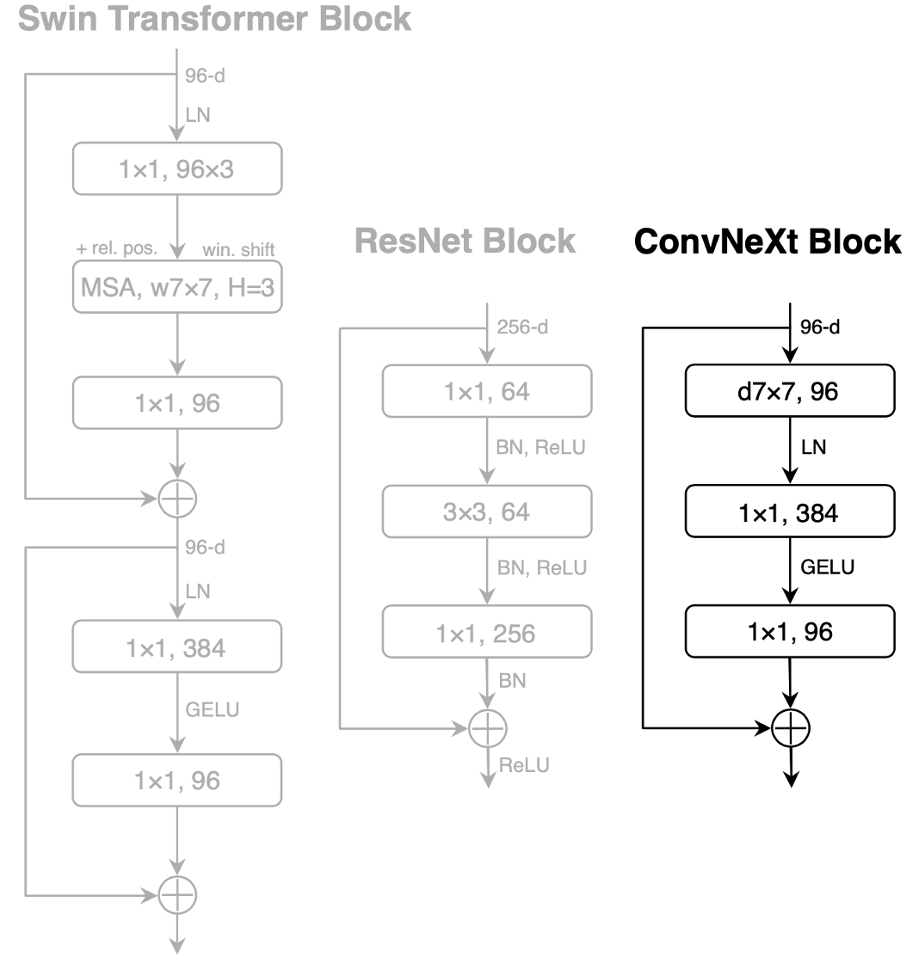 Swin Transformer Block
96-d
LN
1×1, 96×3
+ rel. pos.
win. shift
MSA, w7×7, H=3
1×1, 96
96-d
LN
1×1, 384
GELU
1×1, 96
ResNet Block
256-d
1×1, 64
BN, ReLU
3×3, 64
BN, ReLU
1×1, 256
BN
ReLU
ConvNeXt Block
96-d
d7×7, 96
LN
1×1, 384
GELU
1×1, 96